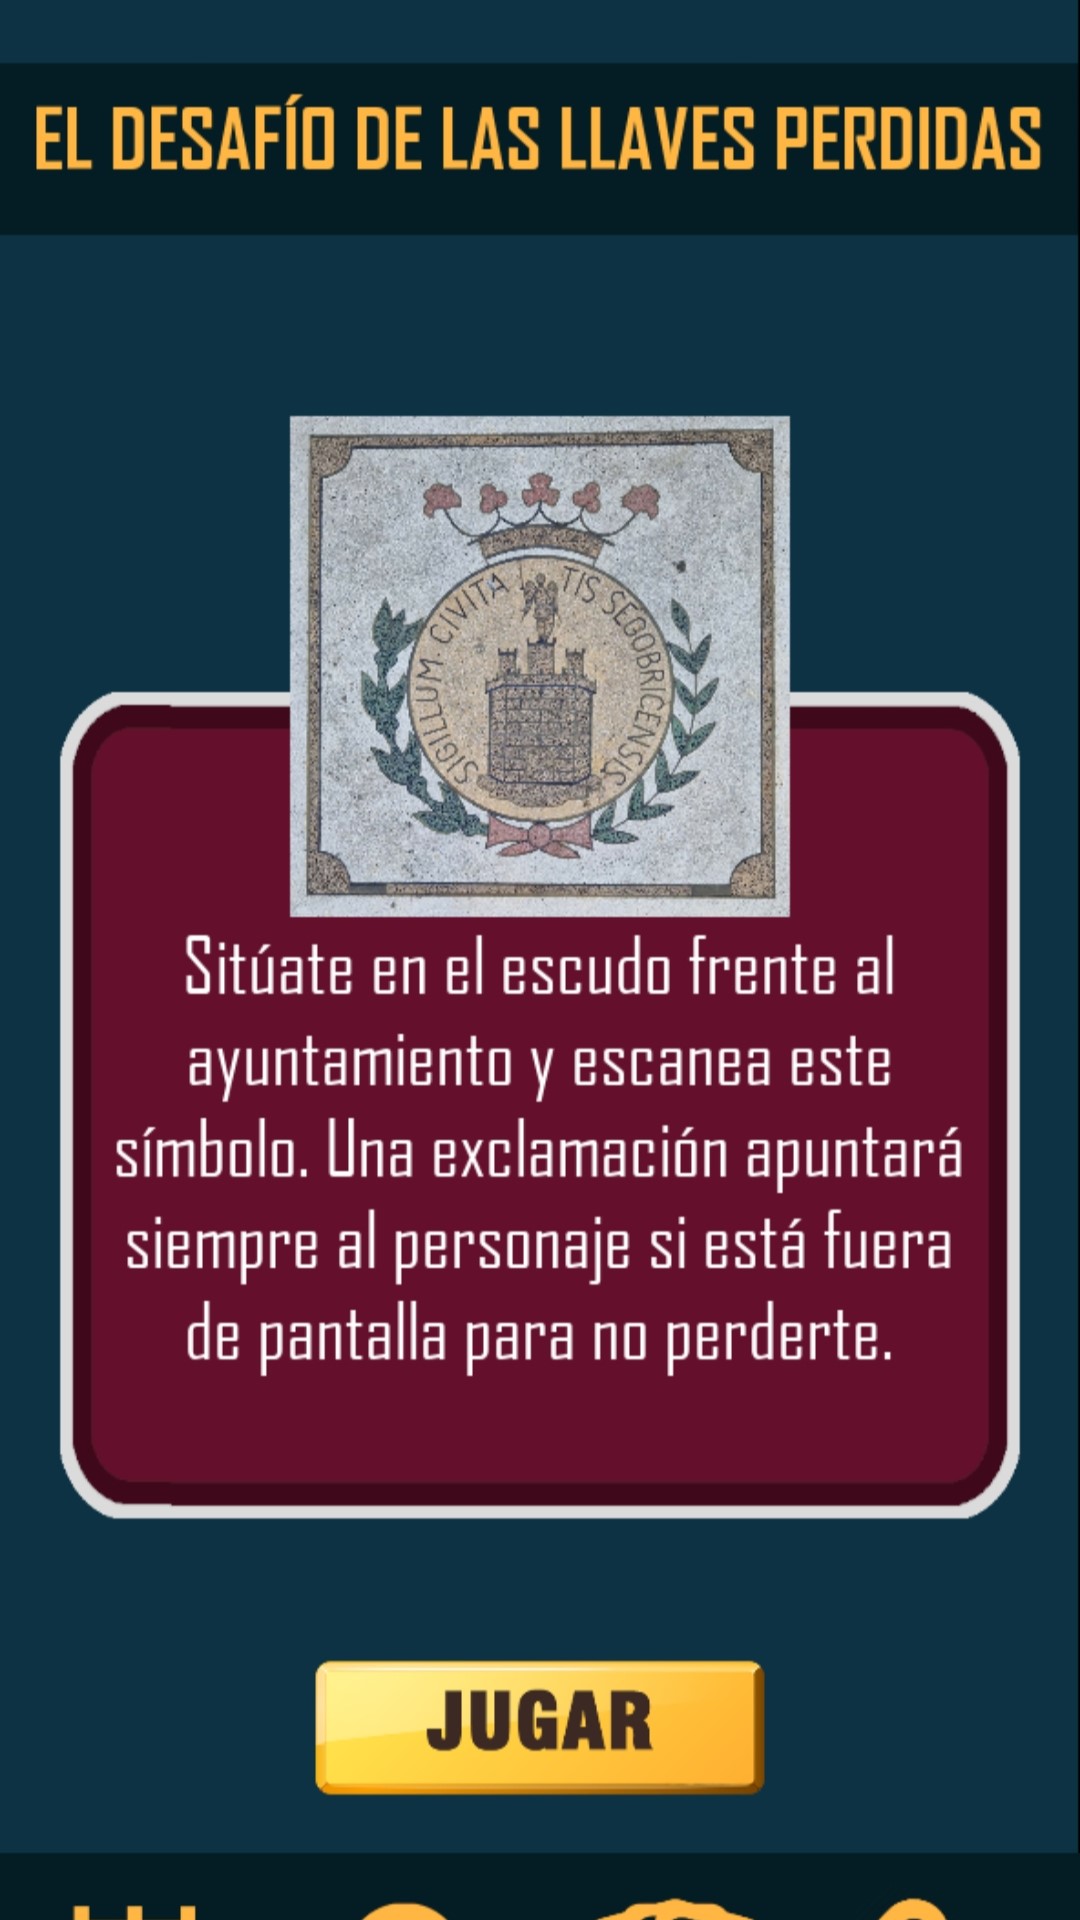 EL DESAFÍO DE LAS LLAVES PERDIDAS
SIGILLUM. CIVITA TIS SEGOBRICENSIS
Sitúate en el escudo frente al
ayuntamiento y escanea este
símbolo. Una exclamación apuntará
siempre al personaje si está fuera
de pantalla para no perderte.
JUGAR